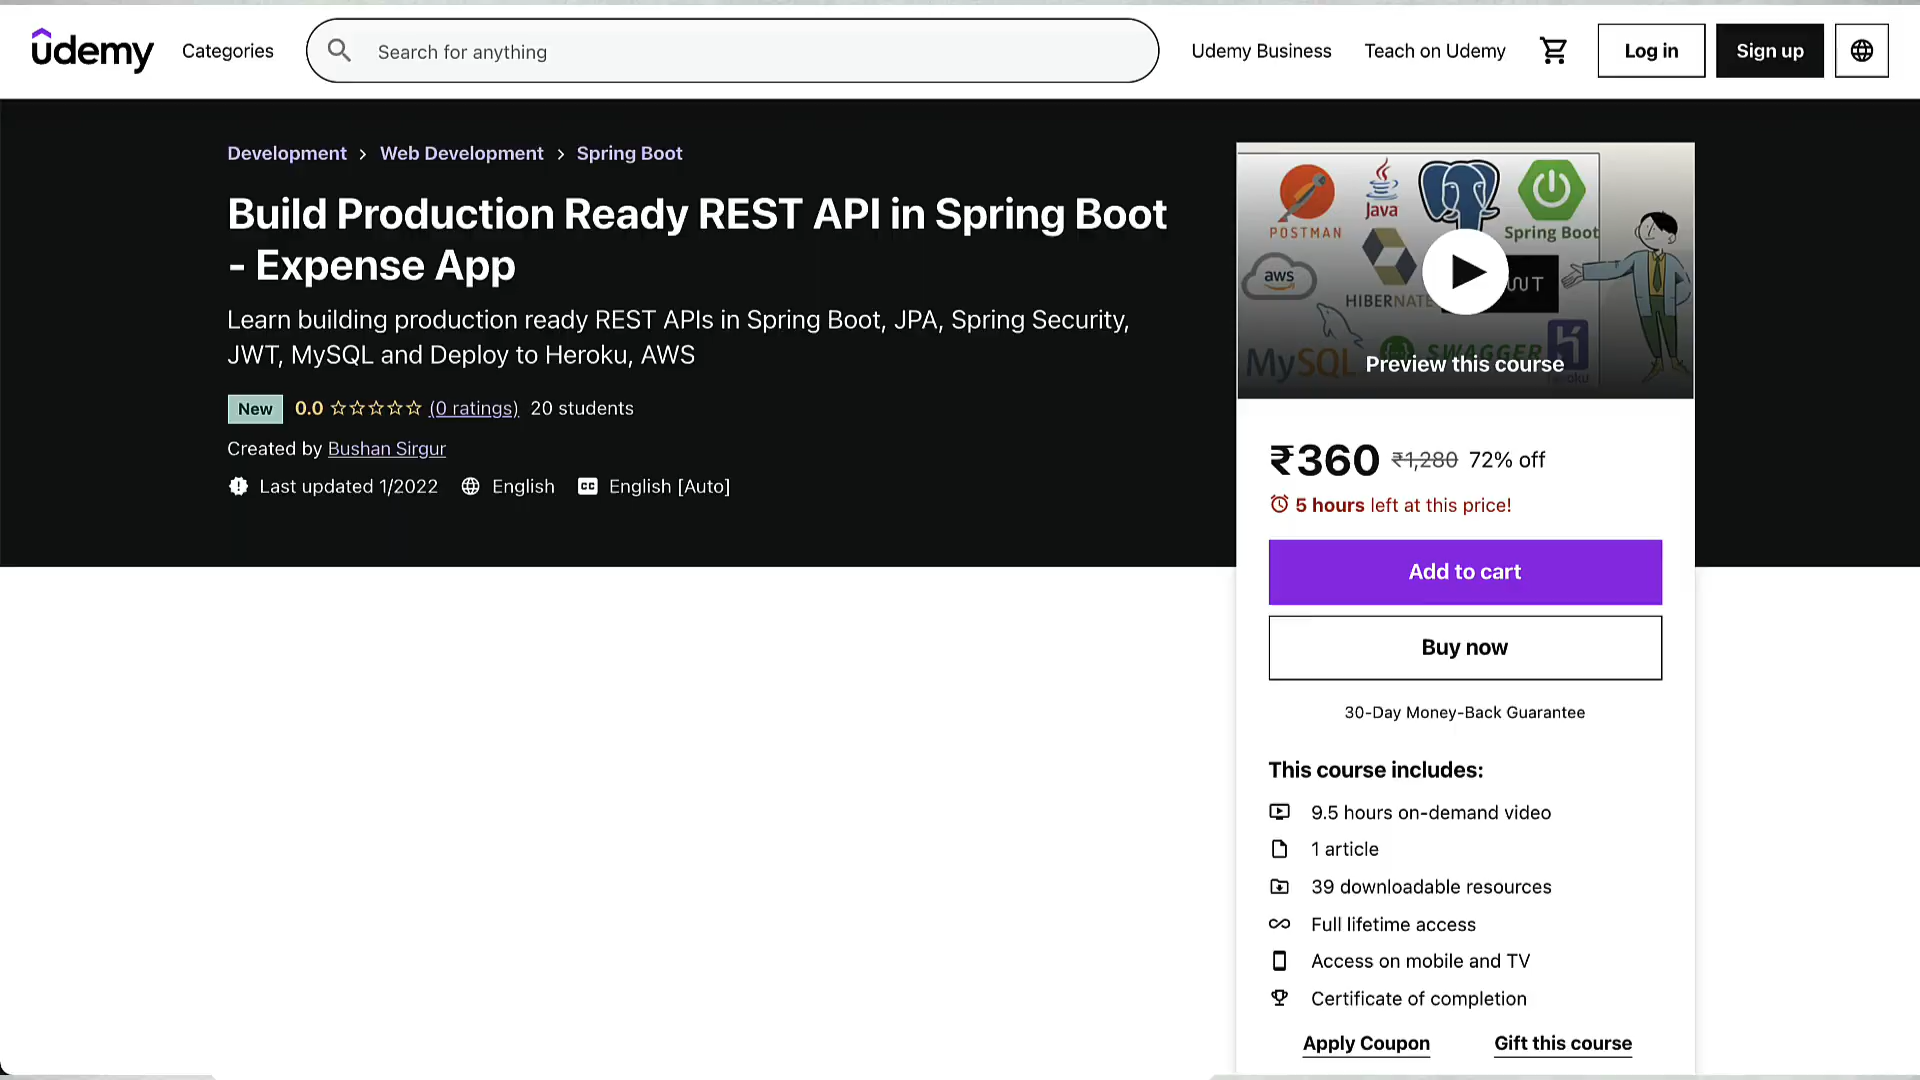 udemy
Categories
Search for anything
Udemy Business
Teach on Udemy
Log in
Sign up
Development > Web Development > Spring Boot
Build Production Ready REST API in Spring Boot
- Expense App
Learn building production ready REST APIs in Spring Boot, JPA, Spring Security,
JWT, MySQL and Deploy to Heroku, AWS
New 0.0 (0 ratings) 20 students
Created by Bushan Sirgur
Last updated 1/2022 English CC English [Auto]
POSTMAN
Java
Spring Boot
aws
HIBERNATE
WT
MySQL
SWAGGER
Preview this course
₹360 ₹1,280 72% off
5 hours left at this price!
Add to cart
Buy now
30-Day Money-Back Guarantee
This course includes:
9.5 hours on-demand video
1 article
39 downloadable resources
Full lifetime access
Access on mobile and TV
Certificate of completion
Apply Coupon
Gift this course